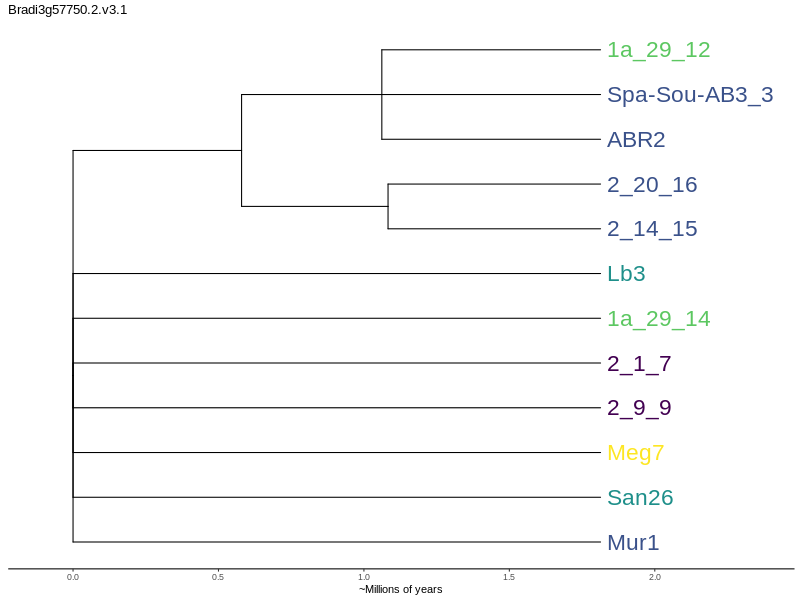 Bradi3g57750.2.v3.1
1a_29_12
Spa-Sou-AB3_3
ABR2
2_20_16
2_14_15
Lb3
1a_29_14
2_1_7
2_9_9
Meg7
San26
Mur1
0.0 0.5 1.0 1.5 2.0
~Millions of years